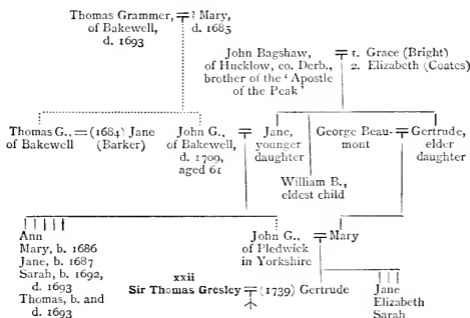 Thomas Grammer, = ? Mary,
of Bakewell, d. 1685
d. 1693
John Bagshaw, = 1. Grace (Bright)
of Hucklow, co. Derb., 2. Elizabeth (Coates)
brother of the ‘Apostle
of the Peak’
Thomas G., = (1684) Jane John G., = Jane, George Beau- = Gertrude,
of Bakewell (Barker) of Bakewell, younger mont elder
d. 1709, daughter daughter
aged 61
William B.,
eldest child
Ann John G., = Mary
Mary, b. 1686 of Pledwick
Jane, b. 1687 in Yorkshire
Sarah, b. 1692,
d. 1693
Thomas, b. and
d. 1693
xxii
Sir Thomas Gresley = (1739) Gertrude
Jane
Elizabeth
Sarah